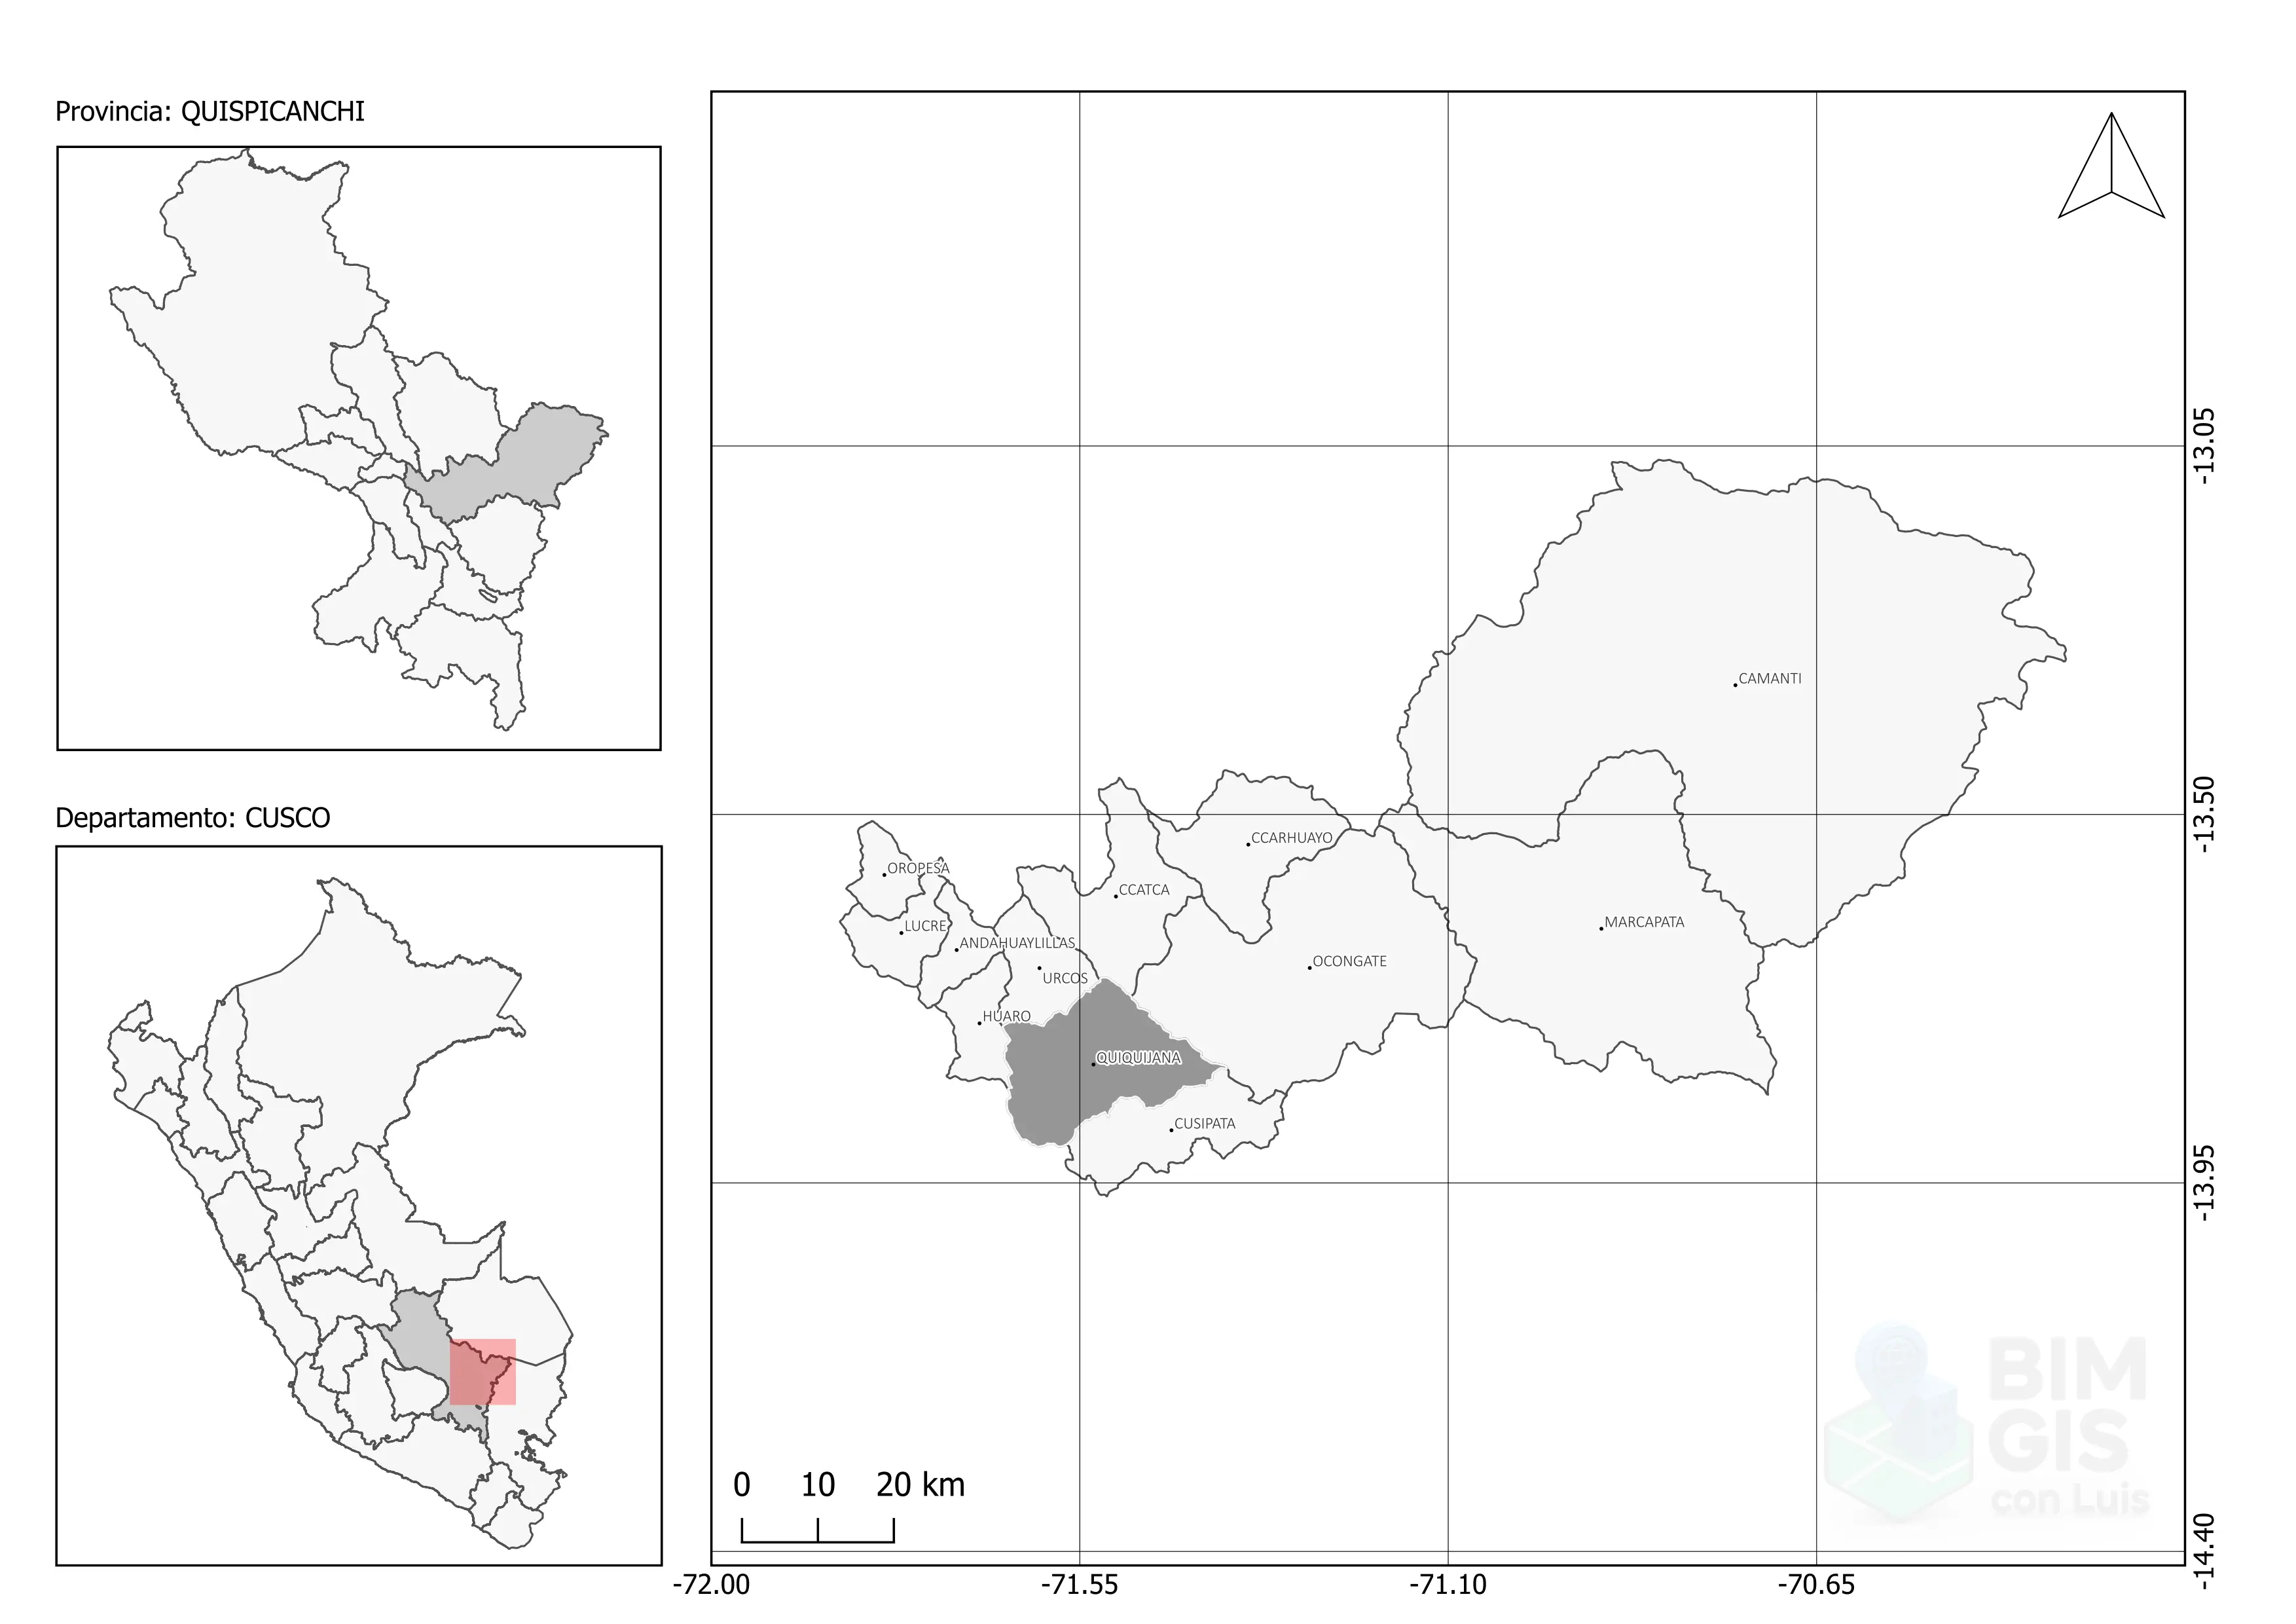 Provincia: QUISPICANCHI
Departamento: CUSCO
-13.05
CAMANTI
-13.50
CCARHUAYO
OROPESA
CCATCA
LUCRE
MARCAPATA
ANDAHUAYLILLAS
OCONGATE
URCOS
HUARO
QUIQUIJANA
CUSIPATA
-13.95
BIM
GIS
con Luis
0 10 20 km
-14.40
-72.00 -71.55 -71.10 -70.65